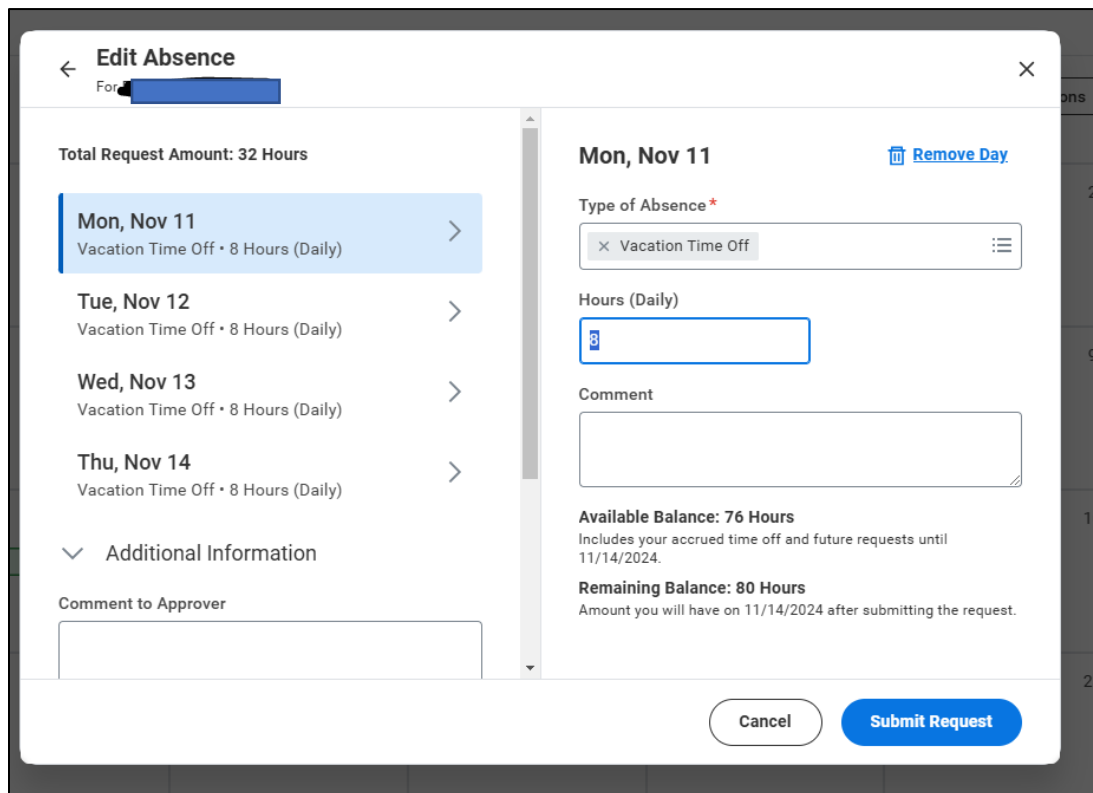 Edit Absence
For
ons
Total Request Amount: 32 Hours
Mon, Nov 11
Vacation Time Off • 8 Hours (Daily)
Tue, Nov 12
Vacation Time Off • 8 Hours (Daily)
Wed, Nov 13
Vacation Time Off • 8 Hours (Daily)
Thu, Nov 14
Vacation Time Off • 8 Hours (Daily)
Additional Information
Comment to Approver
Mon, Nov 11
Remove Day
Type of Absence*
× Vacation Time Off
Hours (Daily)
8
Comment
Available Balance: 76 Hours
Includes your accrued time off and future requests until
11/14/2024.
Remaining Balance: 80 Hours
Amount you will have on 11/14/2024 after submitting the request.
Cancel
Submit Request